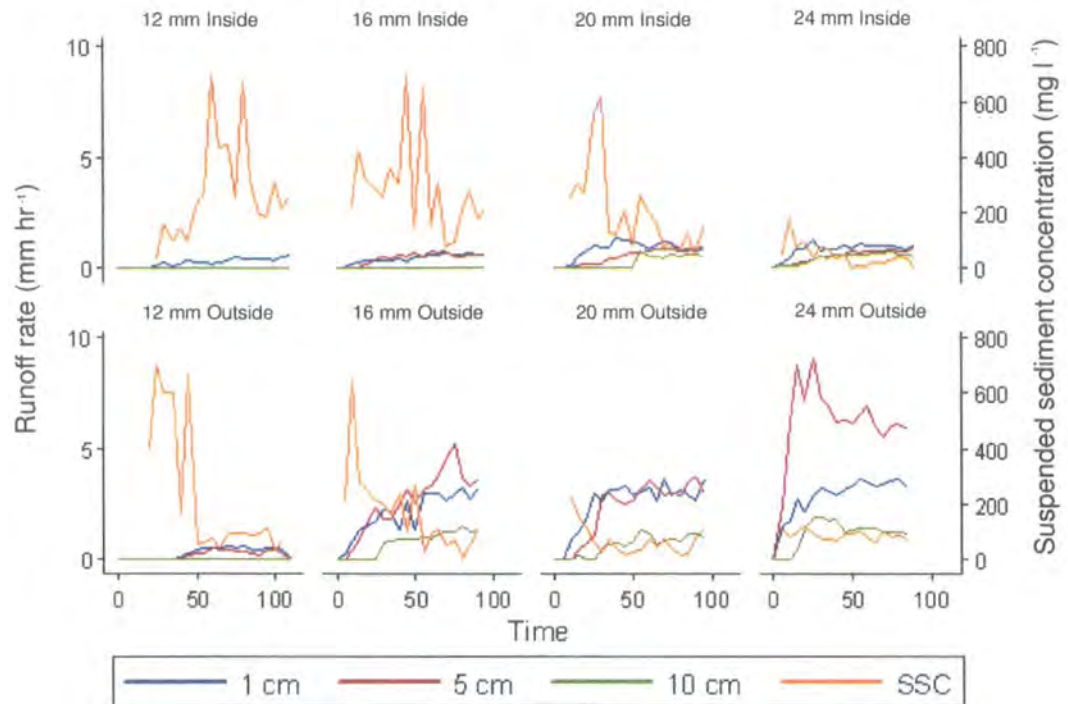 12 mm Inside 16 mm Inside 20 mm Inside 24 mm Inside
10 800
600
5 400
200
0 0
12 mm Outside 16 mm Outside 20 mm Outside 24 mm Outside
10 800
600
5 400
200
0 0
0 50 100 0 50 100 0 50 100 0 50 100
Time
Runoff rate (mm hr⁻¹)
Suspended sediment concentration (mg l⁻¹)
1 cm 5 cm 10 cm SSC